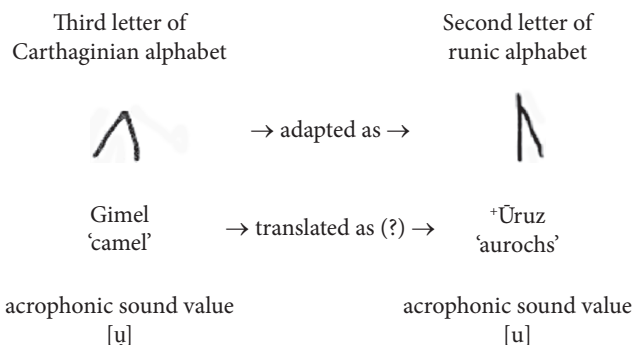 Third letter of Carthaginian alphabet
Second letter of runic alphabet
→ adapted as →
Gimel ‘camel’
→ translated as (?) →
⁺Ūruz ‘aurochs’
acrophonic sound value [u̯]
acrophonic sound value [u]